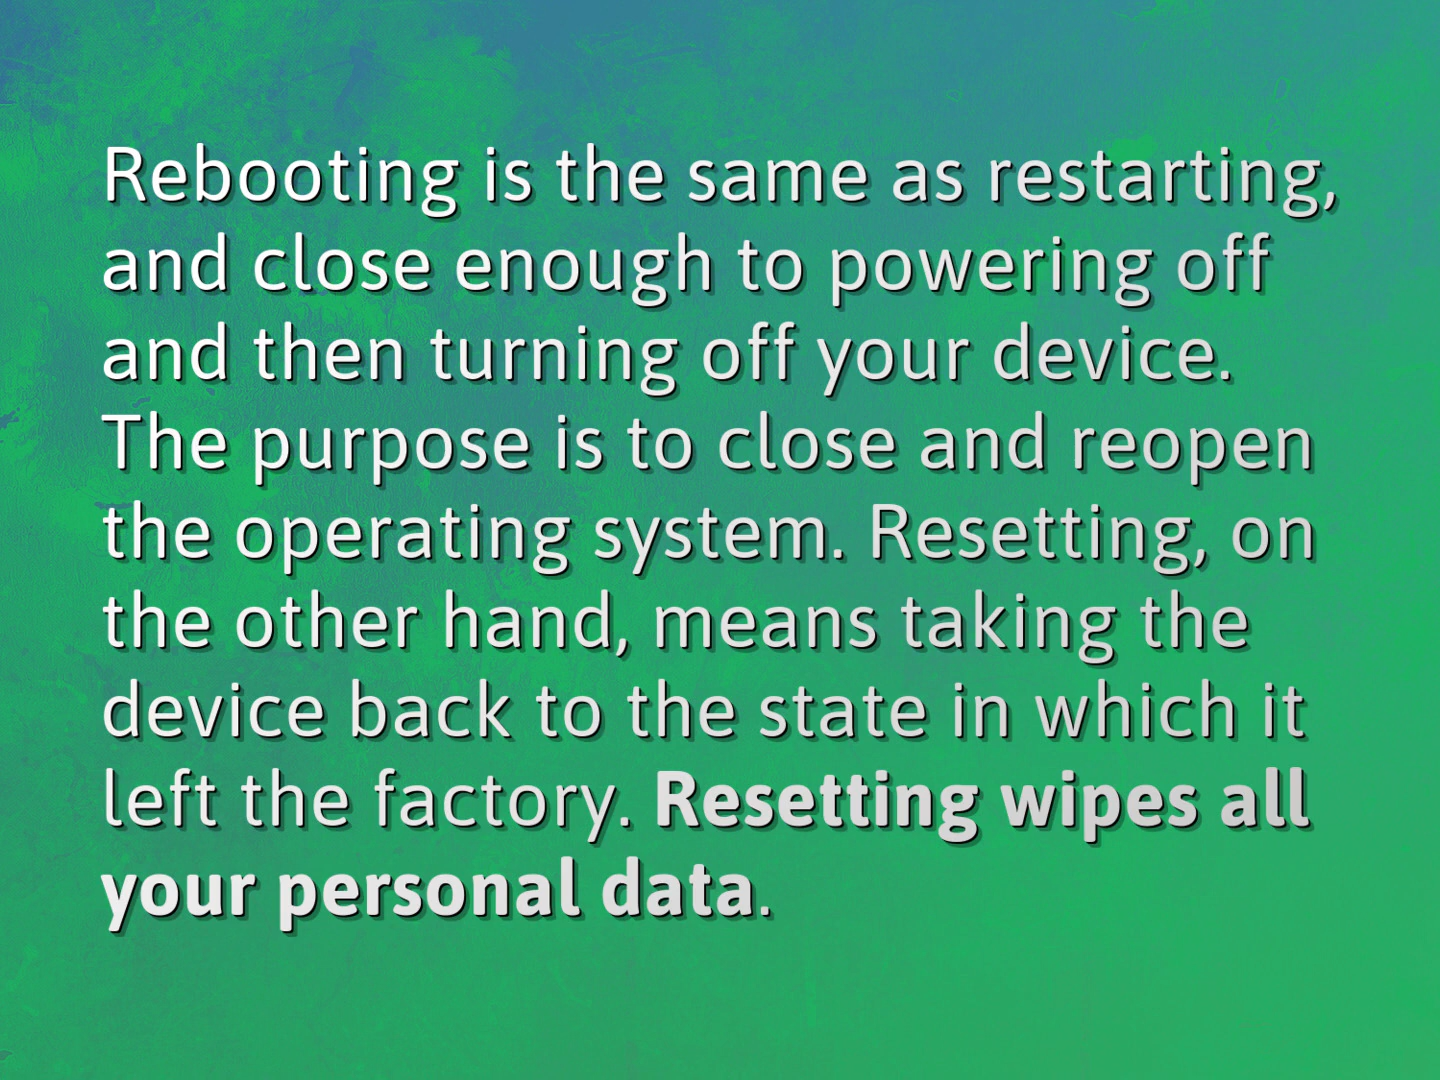 Rebooting is the same as restarting,
and close enough to powering off
and then turning off your device.
The purpose is to close and reopen
the operating system. Resetting, on
the other hand, means taking the
device back to the state in which it
left the factory. Resetting wipes all
your personal data.